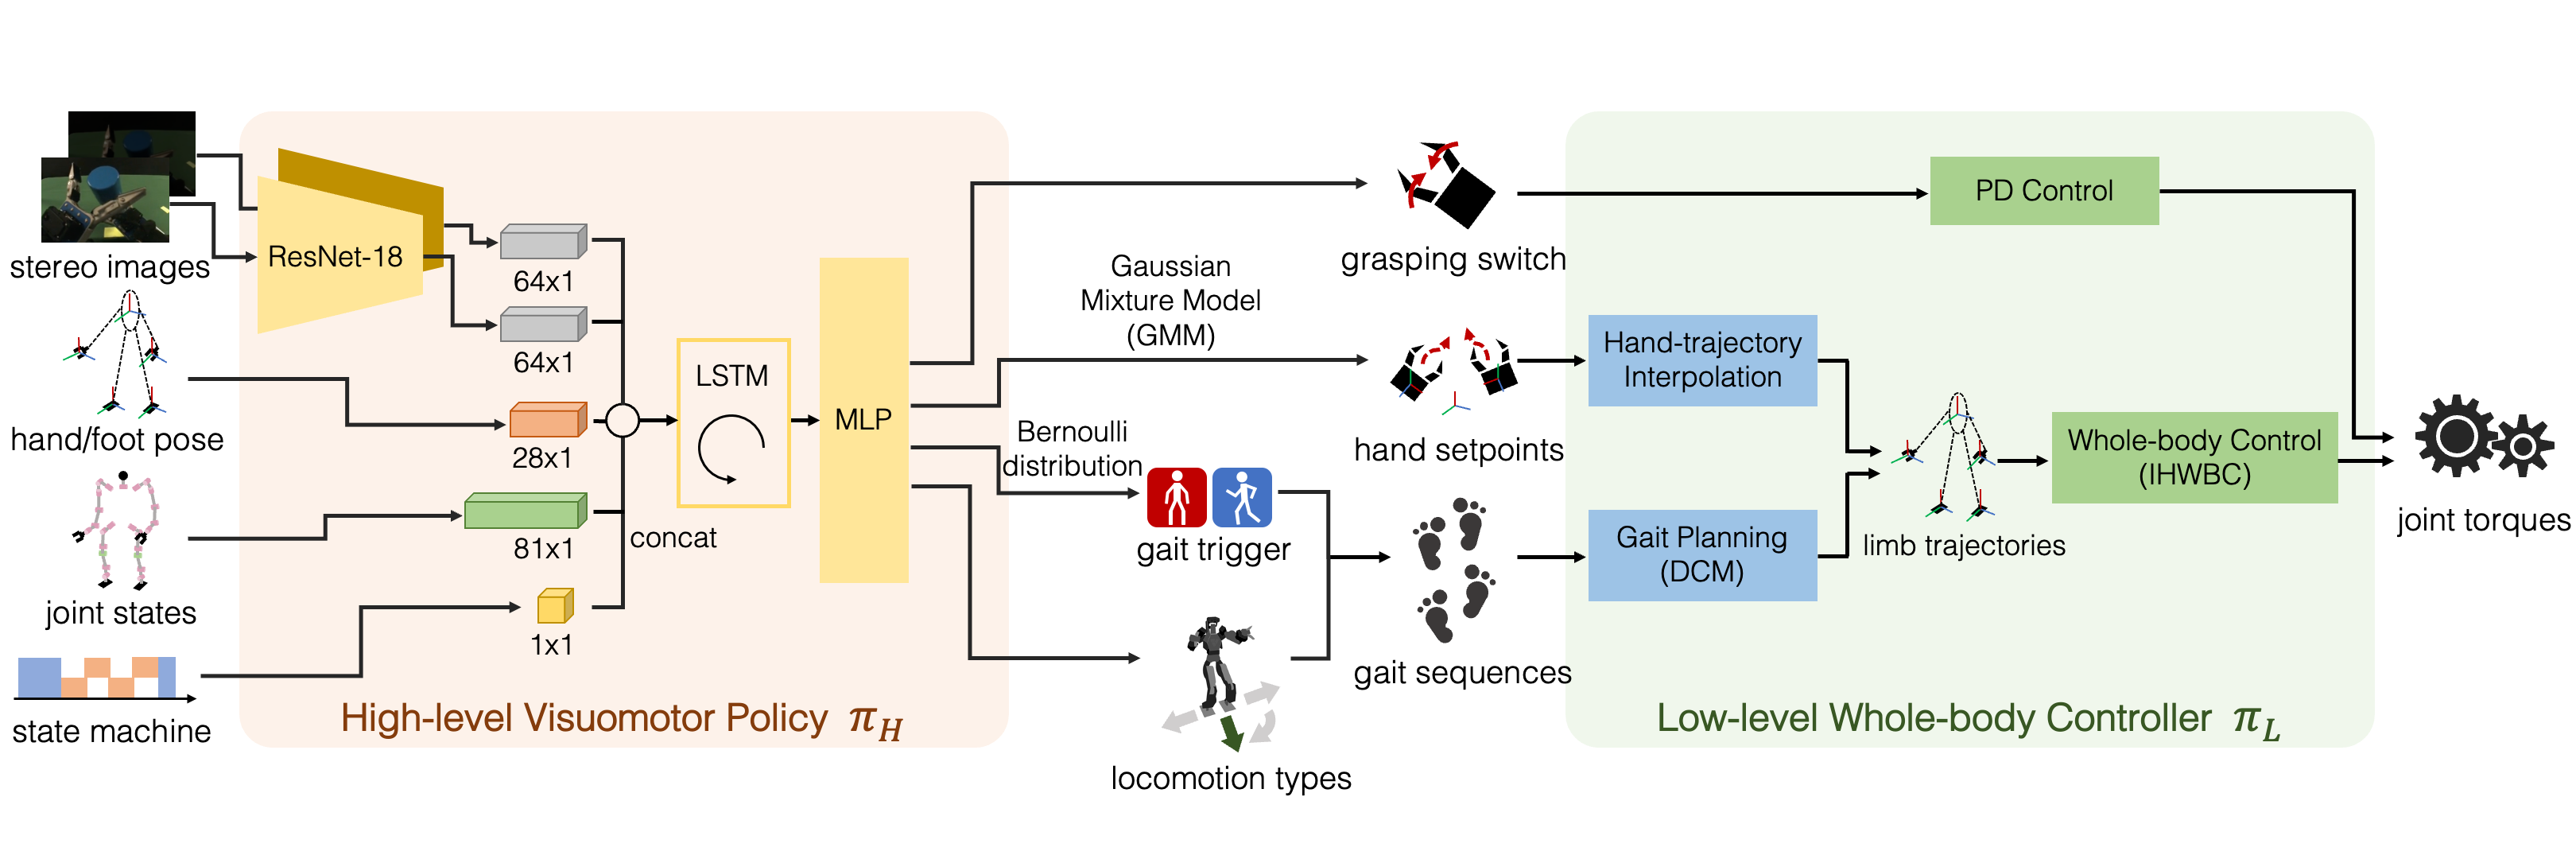 stereo images
hand/foot pose
joint states
state machine
ResNet-18
64x1
64x1
28x1
81x1
1x1
concat
LSTM
MLP
High-level Visuomotor Policy π_H
Gaussian
Mixture Model
(GMM)
Bernoulli
distribution
gait trigger
locomotion types
grasping switch
hand setpoints
gait sequences
PD Control
Hand-trajectory
Interpolation
Gait Planning
(DCM)
limb trajectories
Whole-body Control
(IHWBC)
Low-level Whole-body Controller π_L
joint torques